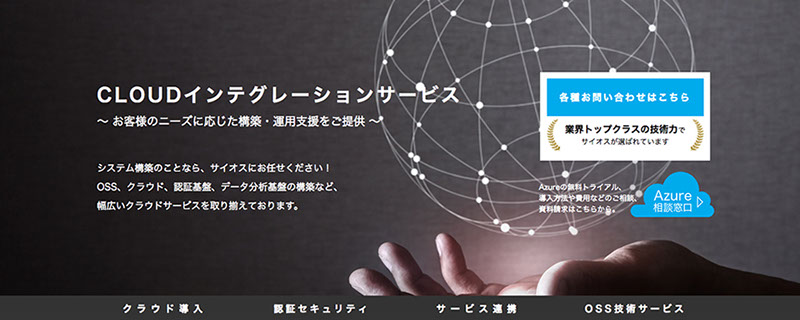 CLOUDインテグレーションサービス
〜 お客様のニーズに応じた構築・運用支援をご提供 〜
システム構築のことなら、サイオスにお任せください！
OSS、クラウド、認証基盤、データ分析基盤の構築など、
幅広いクラウドサービスを取り揃えております。
各種お問い合わせはこちら
業界トップクラスの技術力で
サイオスが選ばれています
Azureの無料トライアル、
導入方法や費用などのご相談、
資料請求はこちらから。
Azure
相談窓口
クラウド導入
認証セキュリティ
サービス連携
OSS技術サービス